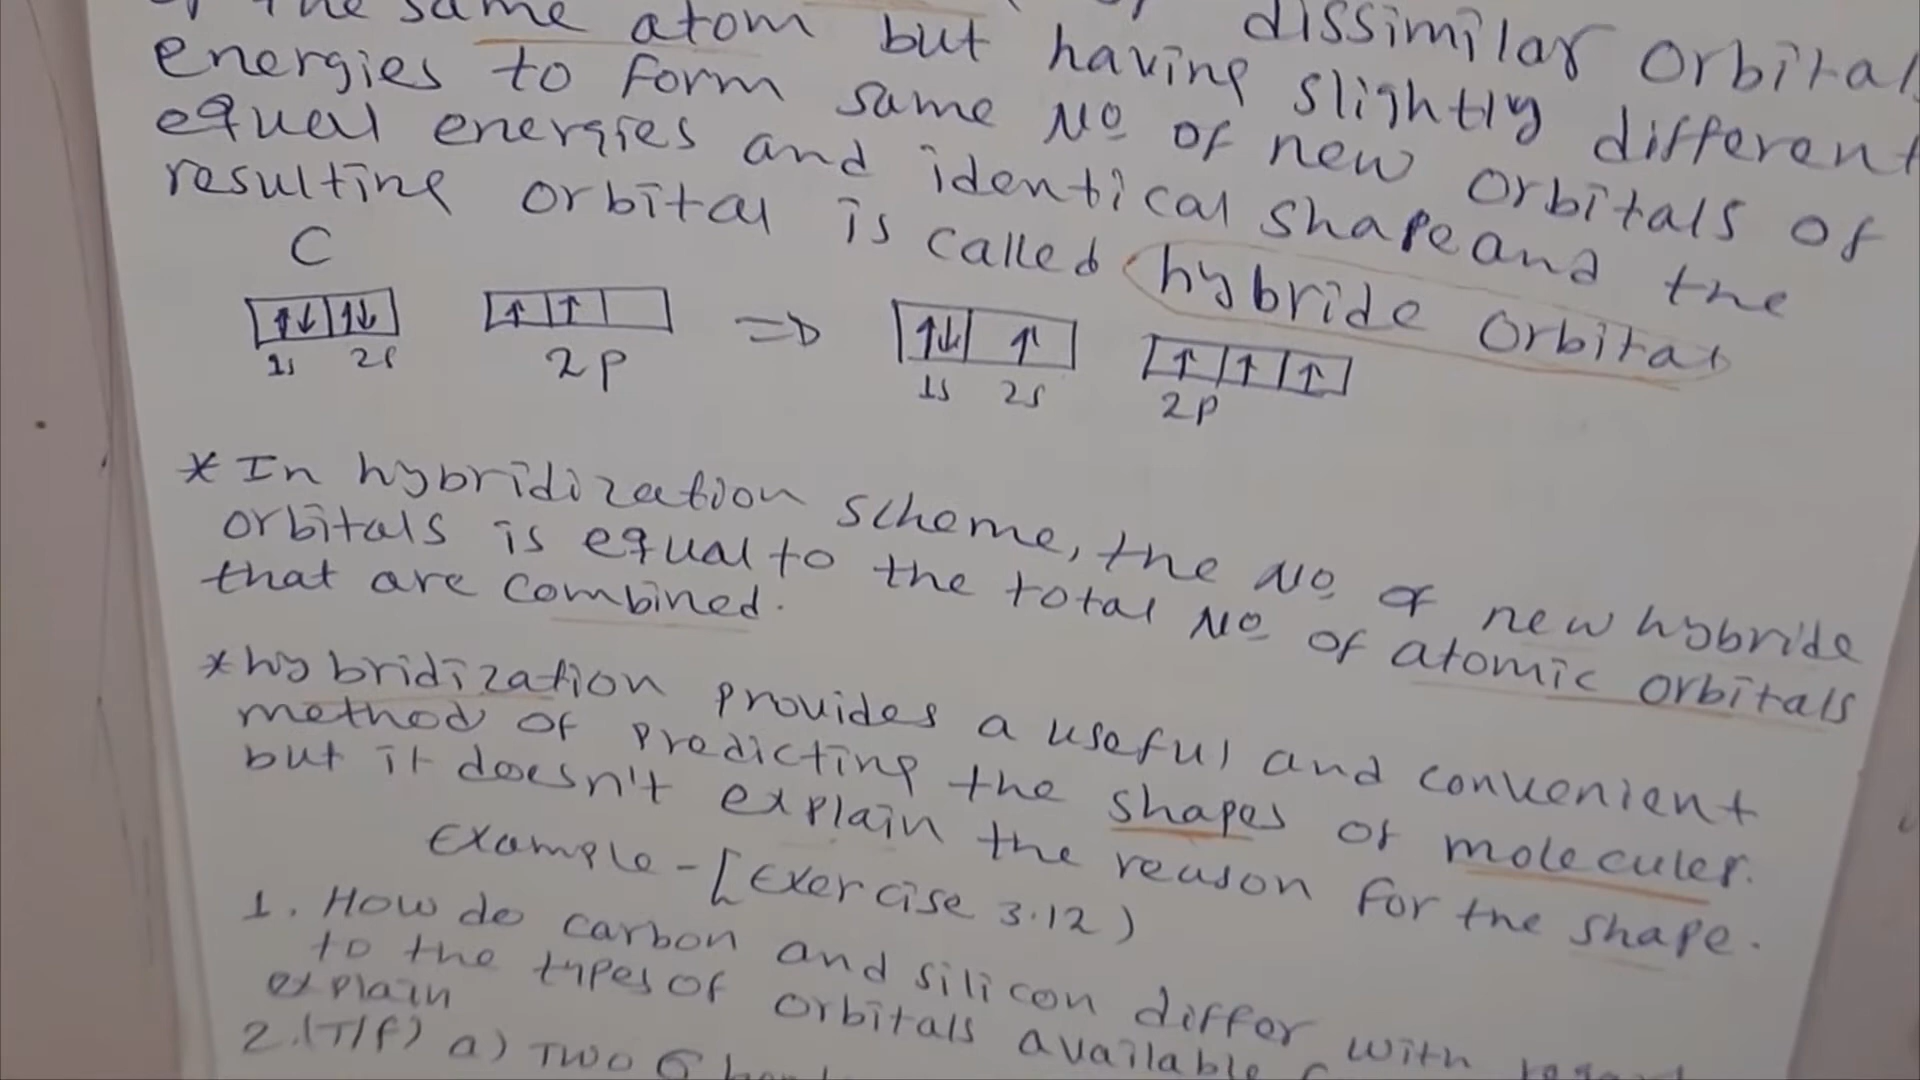 the same atom but having slightly different
dissimilar orbitals
energies to form same No of new orbitals of
equal energies and identical shape and the
resulting orbital is called hybride orbital
C
↑↓ ↑↓ ↑ ↑ => ↑↓ ↑ ↑ ↑ ↑
1s 2s 2p 1s 2s 2p
* In hybridization scheme, the No of new hybride
orbitals is equal to the total No of atomic orbitals
that are combined.
* hybridization provides a useful and convenient
method of predicting the shapes of moleculer.
but it doesn't explain the reason for the shape.
Example - [Exercise 3.12)
1. How do carbon and silicon differ with regard
to the types of orbitals available
explain
2. (T/F) a) Two σ